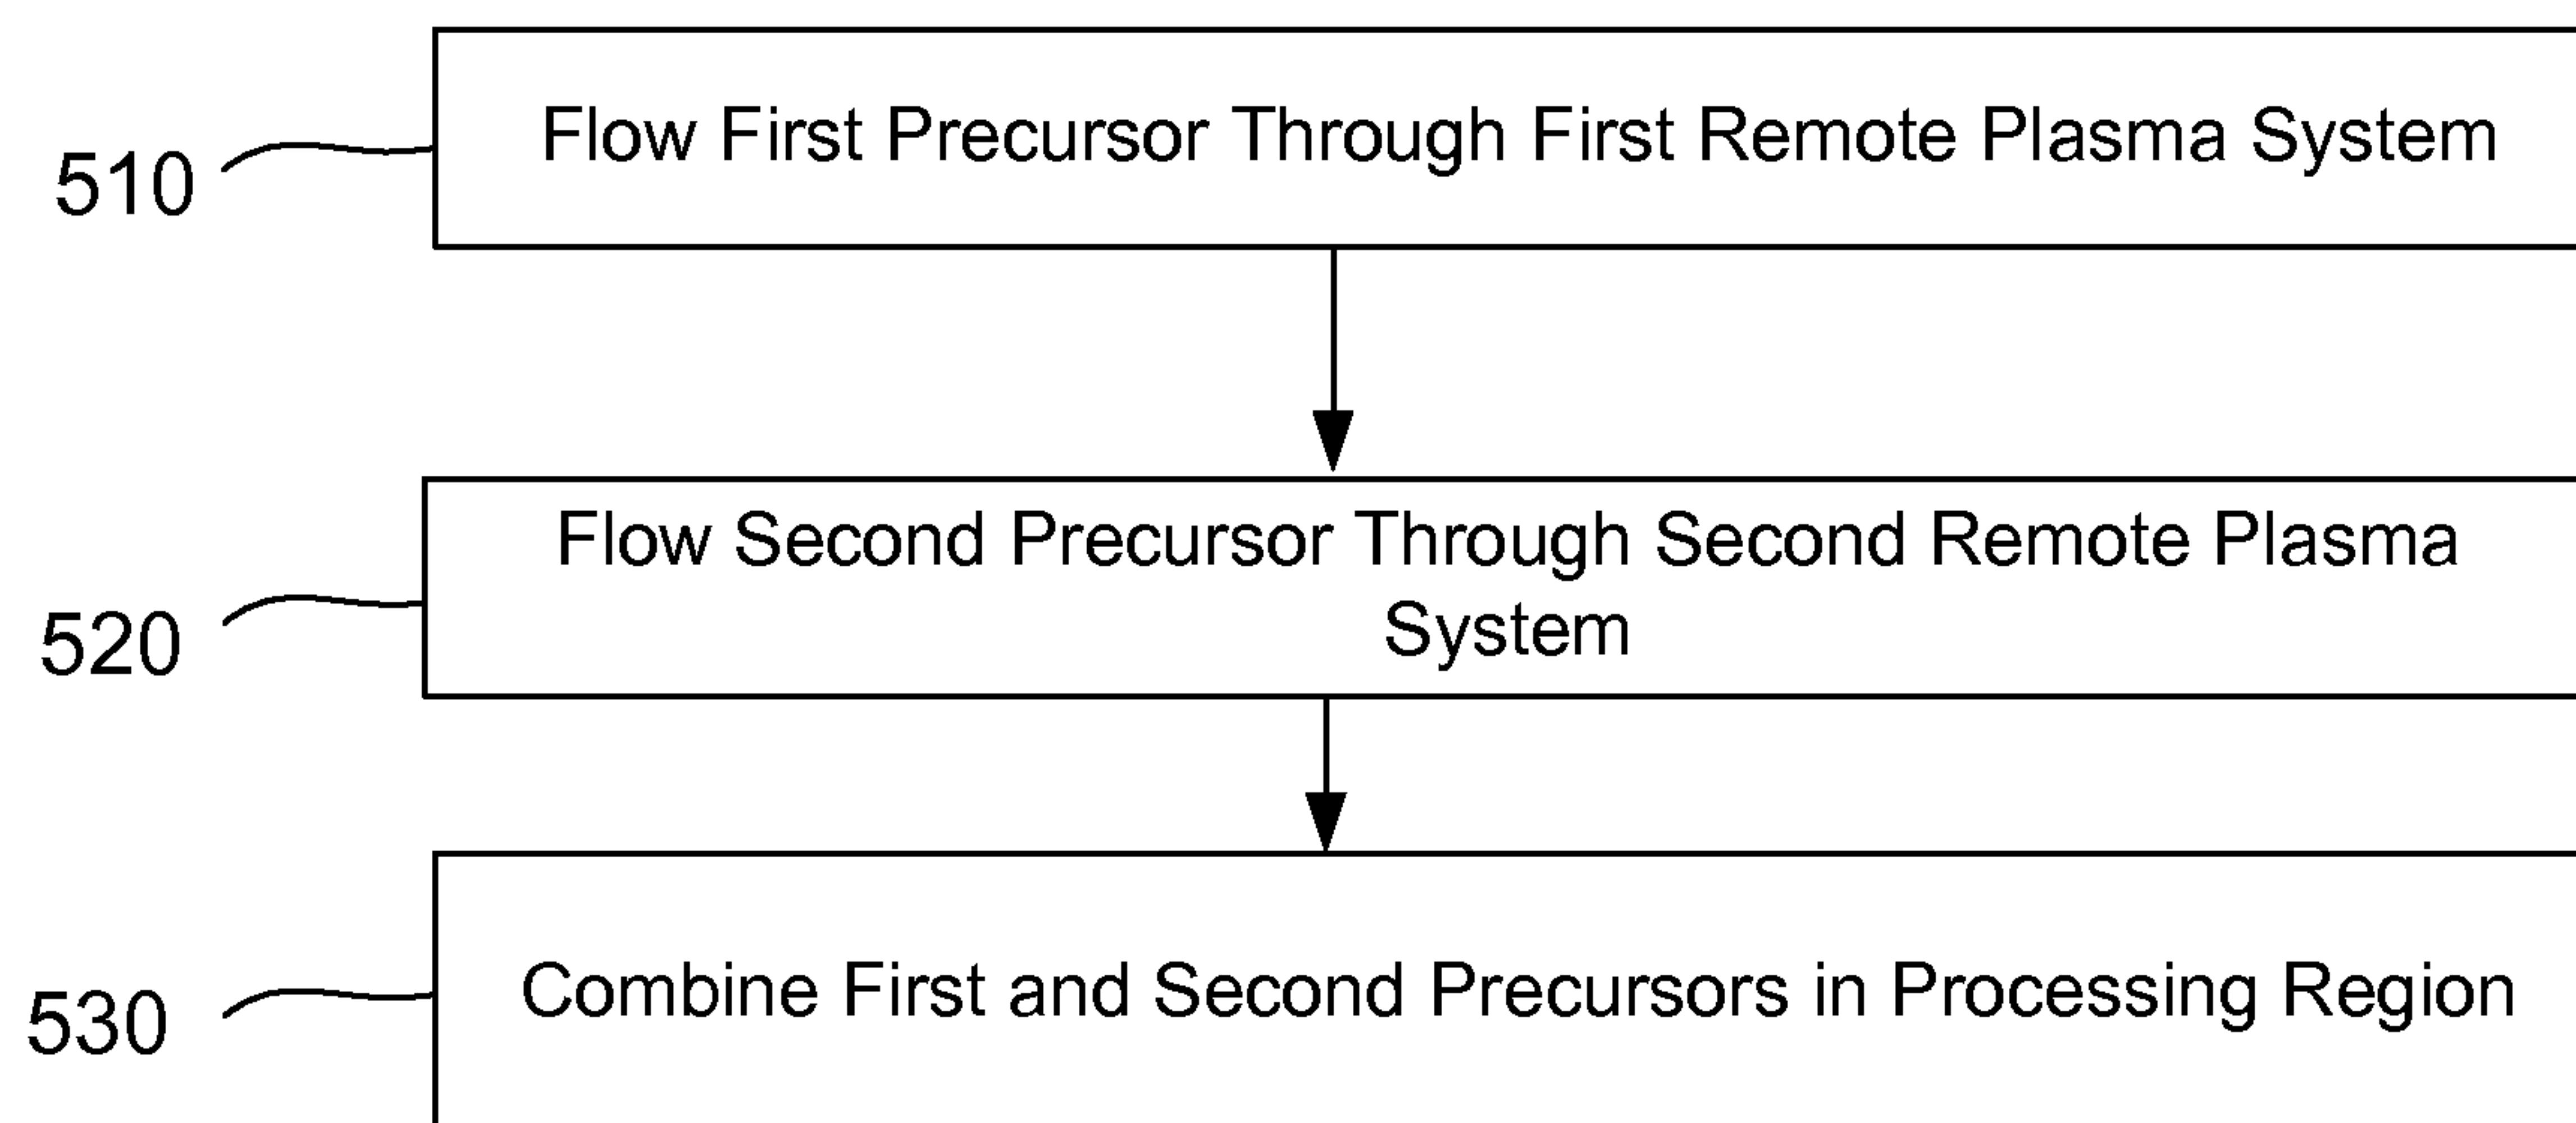 510
Flow First Precursor Through First Remote Plasma System
520
Flow Second Precursor Through Second Remote Plasma
System
530
Combine First and Second Precursors in Processing Region